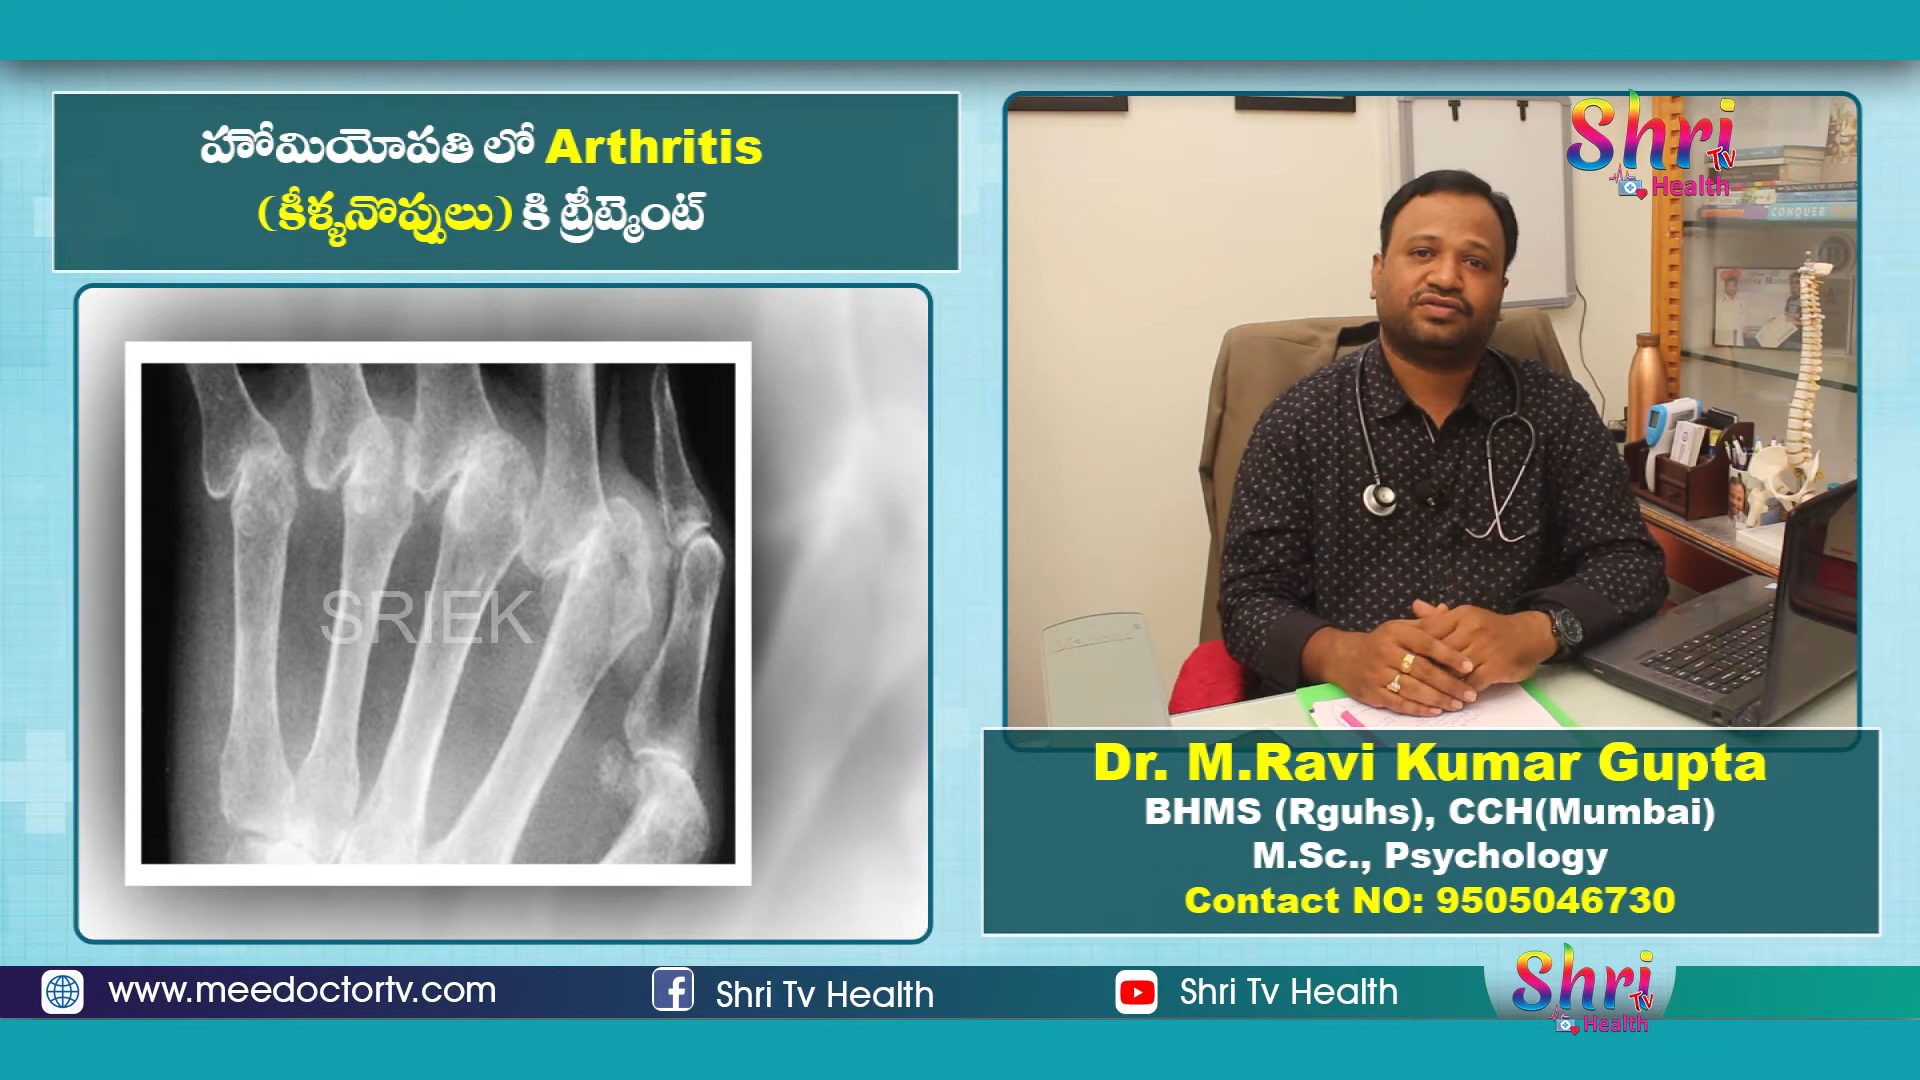 హోమియోపతి లో Arthritis
(కీళ్ళనొప్పులు) కి ట్రీట్మెంట్
SRIEK
Shri
TV
Health
CONQUER
Dr. M.Ravi Kumar Gupta
BHMS (Rguhs), CCH(Mumbai)
M.Sc., Psychology
Contact NO: 9505046730
www.meedoctortv.com
Shri Tv Health
Shri Tv Health
Shri
TV
Health